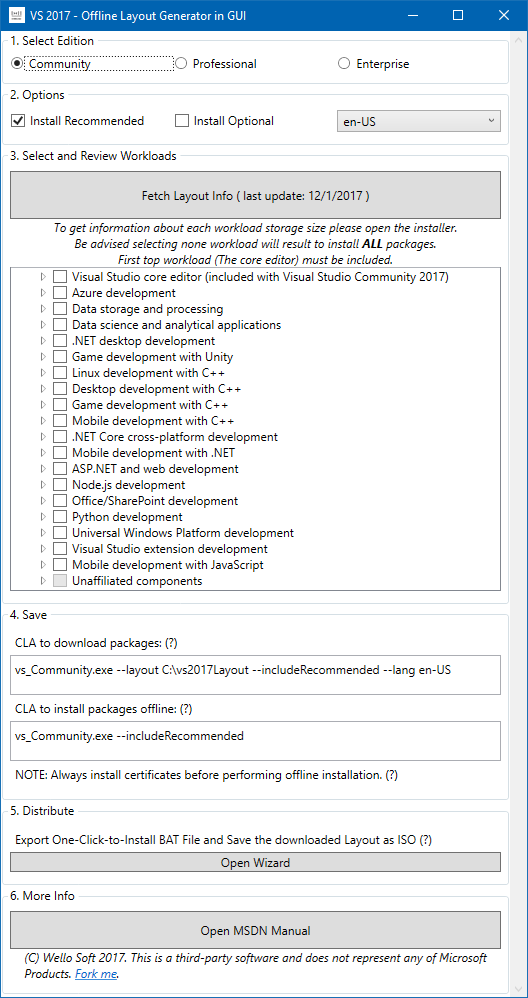 VS 2017 - Offline Layout Generator in GUI
1. Select Edition
Community Professional Enterprise
2. Options
Install Recommended Install Optional en-US
3. Select and Review Workloads
Fetch Layout Info ( last update: 12/1/2017 )
To get information about each workload storage size please open the installer.
Be advised selecting none workload will result to install ALL packages.
First top workload (The core editor) must be included.
Visual Studio core editor (included with Visual Studio Community 2017)
Azure development
Data storage and processing
Data science and analytical applications
.NET desktop development
Game development with Unity
Linux development with C++
Desktop development with C++
Game development with C++
Mobile development with C++
.NET Core cross-platform development
Mobile development with .NET
ASP.NET and web development
Node.js development
Office/SharePoint development
Python development
Universal Windows Platform development
Visual Studio extension development
Mobile development with JavaScript
Unaffiliated components
4. Save
CLA to download packages: (?)
vs_Community.exe --layout C:\vs2017Layout --includeRecommended --lang en-US
CLA to install packages offline: (?)
vs_Community.exe --includeRecommended
NOTE: Always install certificates before performing offline installation. (?)
5. Distribute
Export One-Click-to-Install BAT File and Save the downloaded Layout as ISO (?)
Open Wizard
6. More Info
Open MSDN Manual
(C) Wello Soft 2017. This is a third-party software and does not represent any of Microsoft
Products. Fork me.